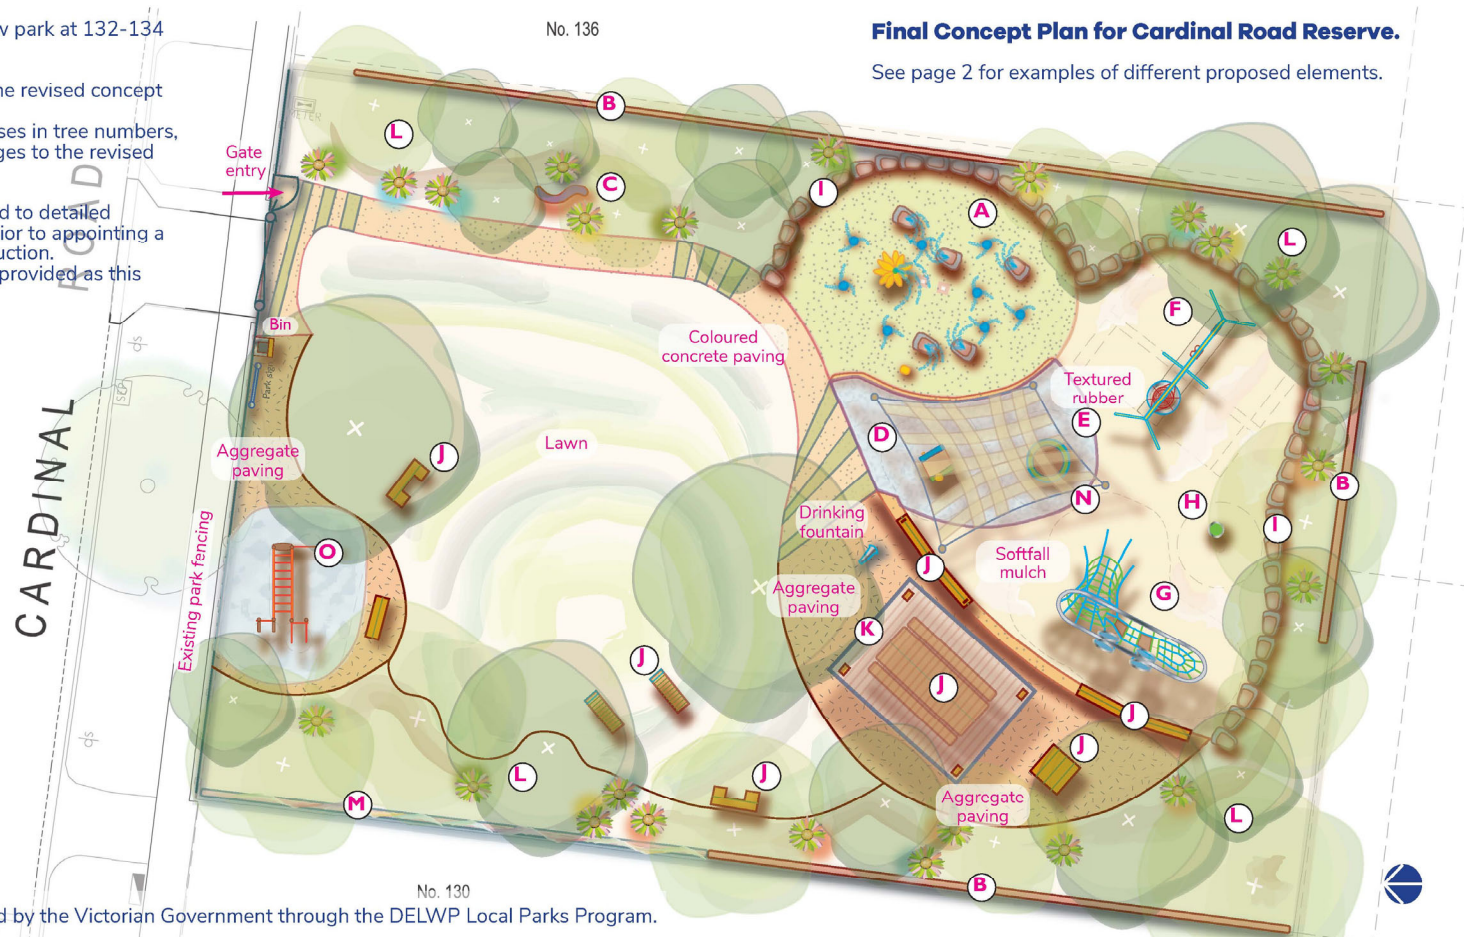 w park at 132-134
he revised concept
ses in tree numbers,
ges to the revised
d to detailed
ior to appointing a
uction.
provided as this
No. 136
Final Concept Plan for Cardinal Road Reserve.
See page 2 for examples of different proposed elements.
B
L
Gate
entry
C
I
A
L
ROAD
F
Bin
Coloured
concrete paving
Textured
rubber
Park sign
E
D
Lawn
J
Aggregate
paving
CARDINAL
B
N
H
I
Drinking
fountain
Existing park fencing
O
J
Softfall
mulch
Aggregate
paving
G
K
J
J
J
J
J
L
M
Aggregate
paving
L
B
No. 130
d by the Victorian Government through the DELWP Local Parks Program.